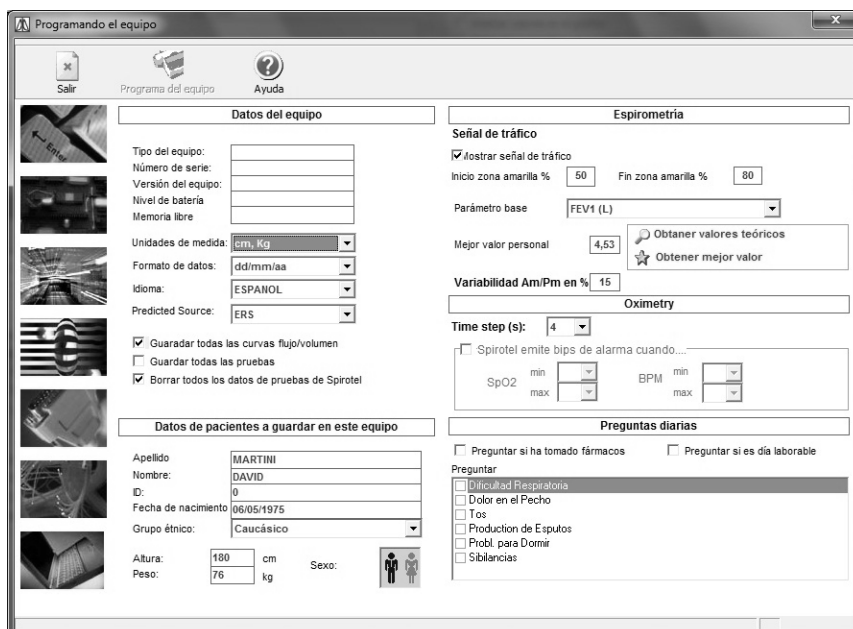 Programando el equipo
Salir
Programa del equipo
Ayuda
Enter
Datos del equipo
Tipo del equipo:
Número de serie:
Versión del equipo:
Nivel de batería
Memoria libre
Unidades de medida: cm, Kg
Formato de datos: dd/mm/aa
Idioma: ESPANOL
Predicted Source: ERS
Guaradar todas las curvas flujo/volumen
Guardar todas las pruebas
Borrar todos los datos de pruebas de Spirotel
Datos de pacientes a guardar en este equipo
Apellido MARTINI
Nombre: DAVID
ID: 0
Fecha de nacimiento 06/05/1975
Grupo étnico: Caucásico
Altura: 180 cm
Peso: 76 kg
Sexo:
Espirometría
Señal de tráfico
Mostrar señal de tráfico
Inicio zona amarilla % 50 Fin zona amarilla % 80
Parámetro base FEV1 (L)
Mejor valor personal 4,53
Obtaner valores teóricos
Obtener mejor valor
Variabilidad Am/Pm en % 15
Oximetry
Time step (s): 4
Spirotel emite bips de alarma cuando....
SpO2 min max
BPM min max
Preguntas diarias
Preguntar si ha tomado fármacos
Preguntar si es día laborable
Preguntar
Dificultad Respiratoria
Dolor en el Pecho
Tos
Production de Esputos
Probl. para Dormir
Sibilancias